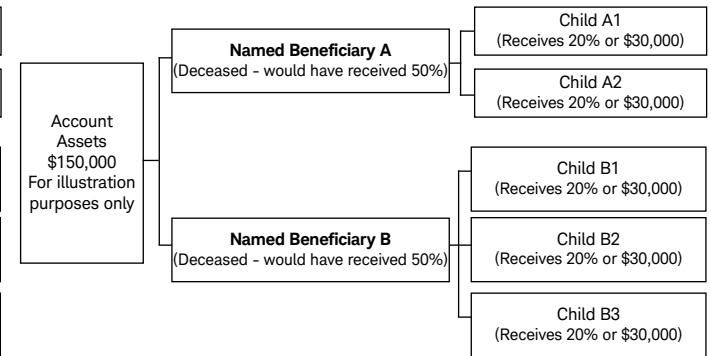 Account
Assets
$150,000
For illustration
purposes only
Named Beneficiary A
(Deceased - would have received 50%)
Child A1
(Receives 20% or $30,000)
Child A2
(Receives 20% or $30,000)
Named Beneficiary B
(Deceased - would have received 50%)
Child B1
(Receives 20% or $30,000)
Child B2
(Receives 20% or $30,000)
Child B3
(Receives 20% or $30,000)